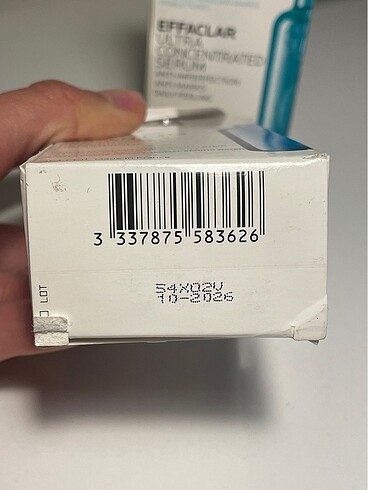 EFFACLAR
ULTRA
CONCENTRATED
SERUM
3 337875 583626
LOT
54X02V
10-2026